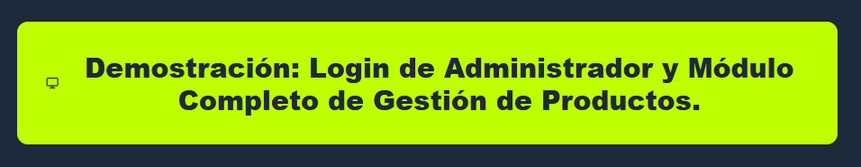 Demostración: Login de Administrador y Módulo
Completo de Gestión de Productos.